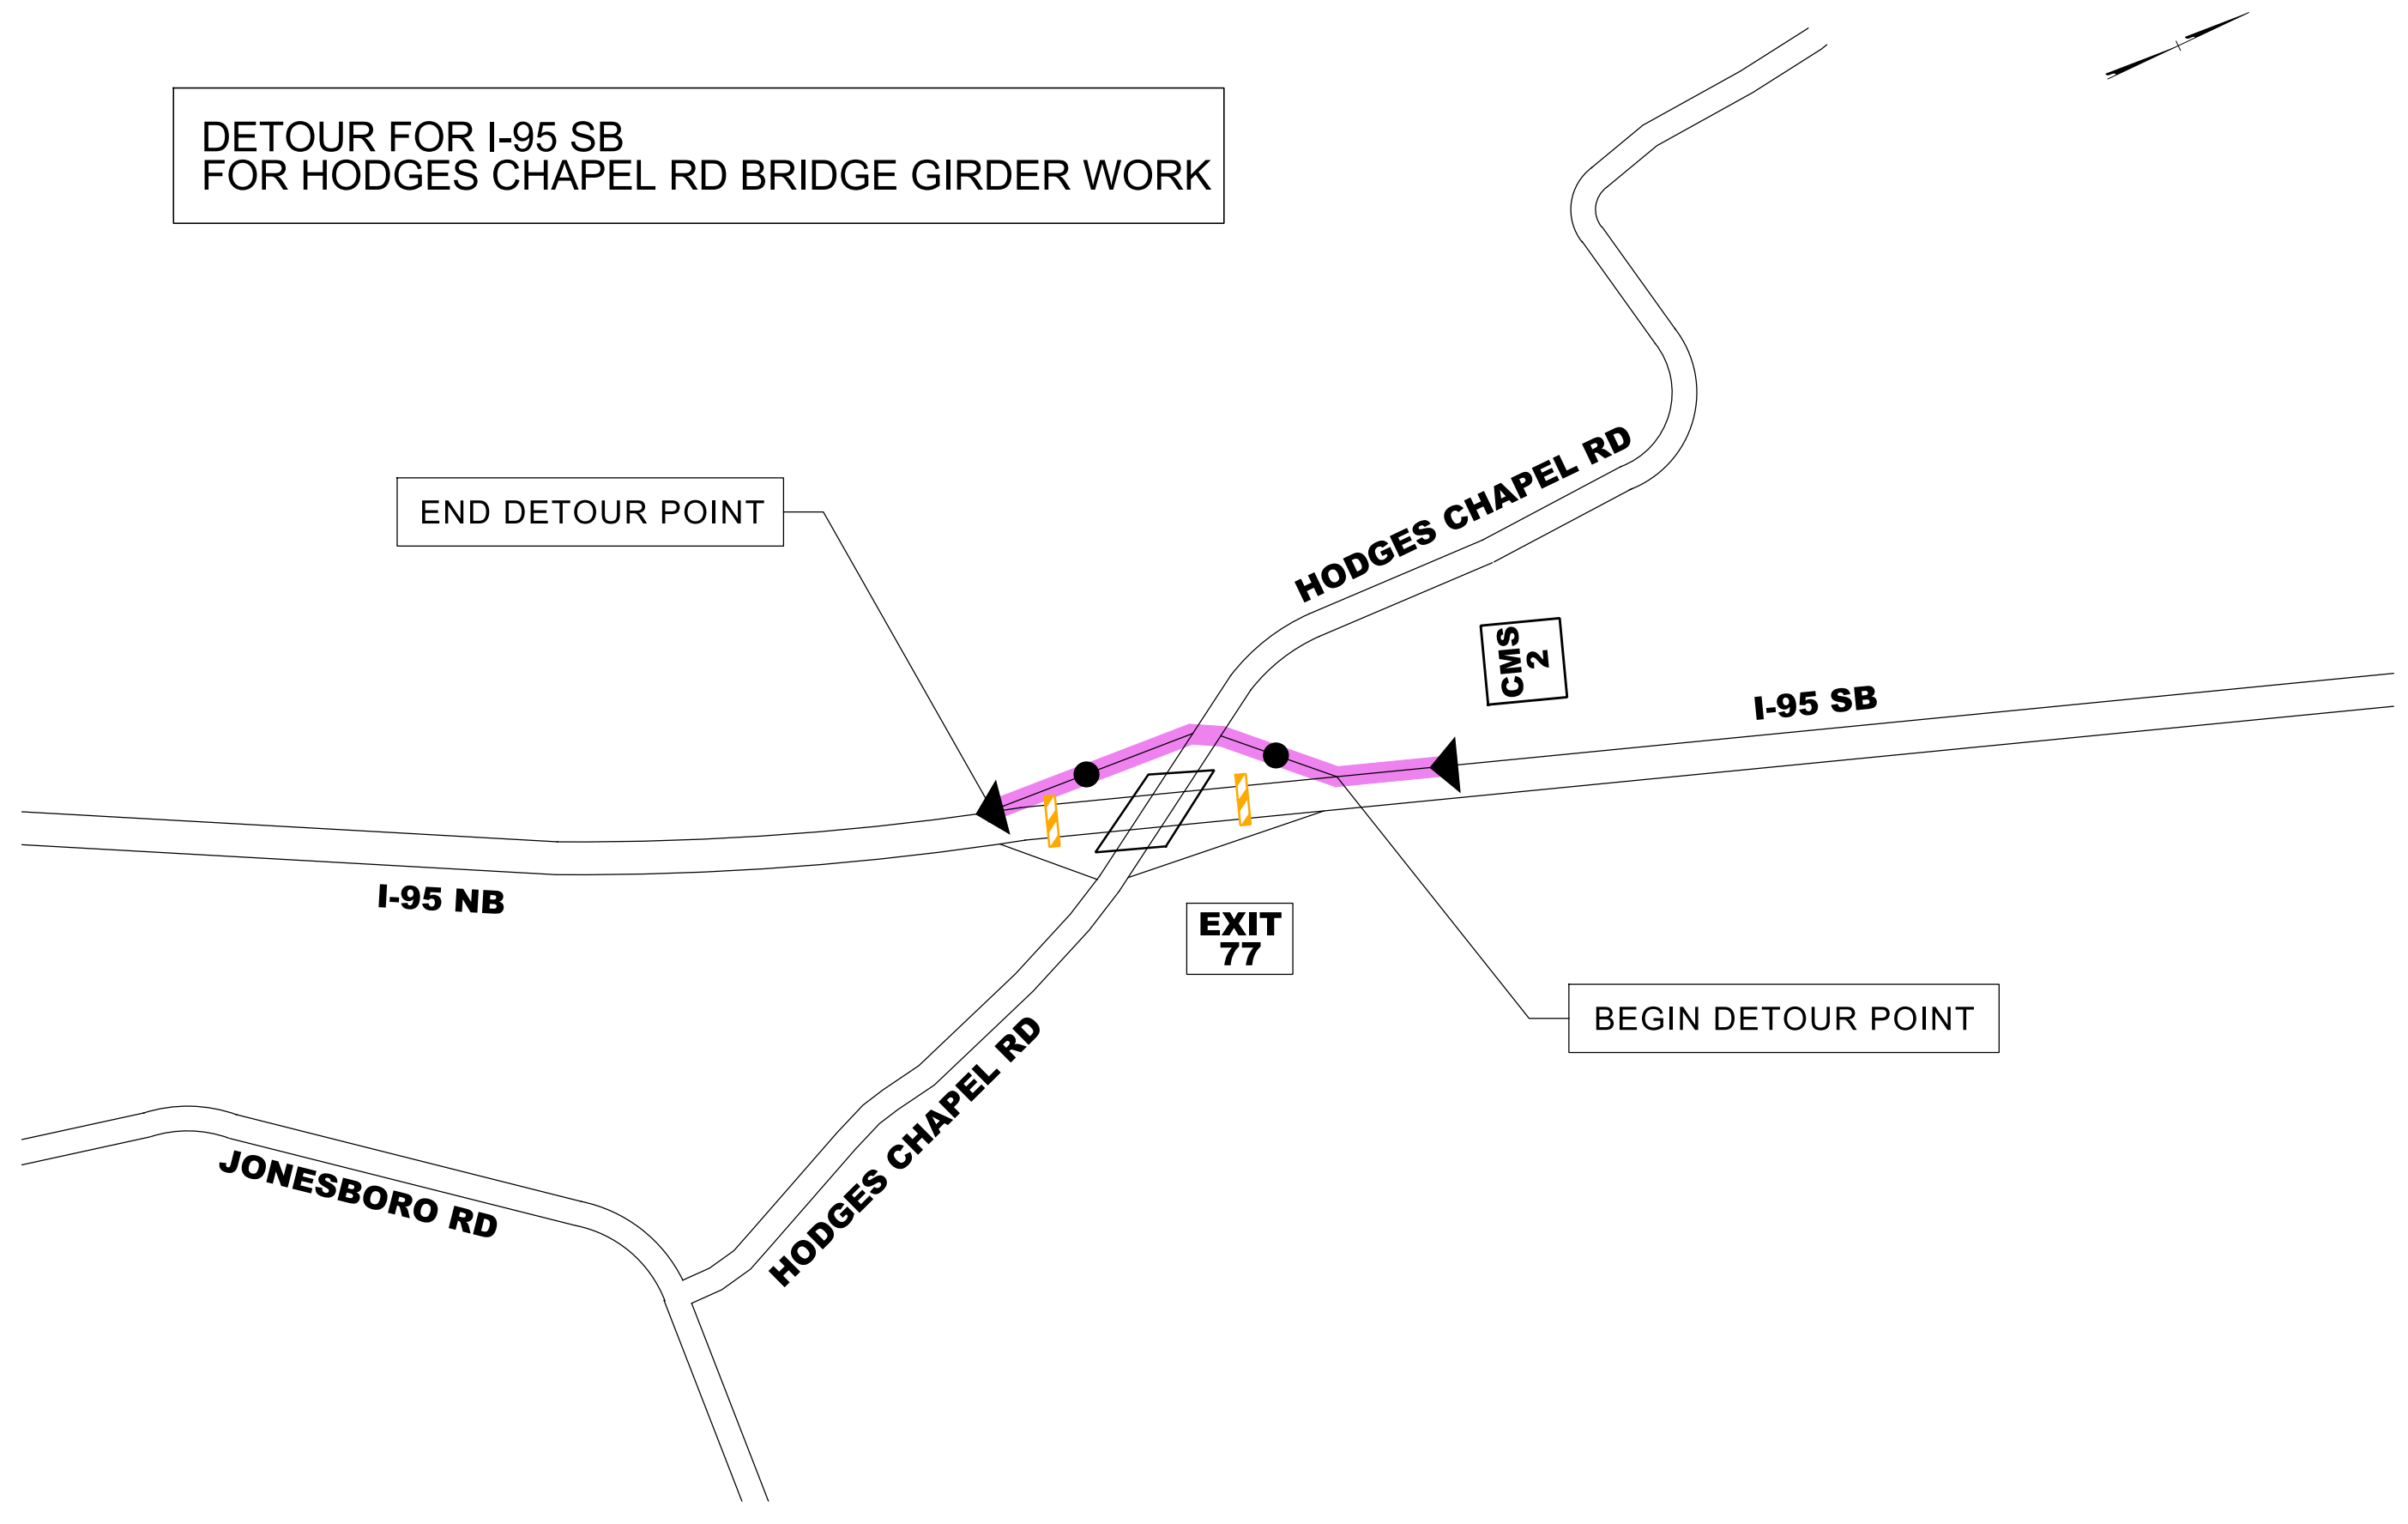 DETOUR FOR I-95 SB
FOR HODGES CHAPEL RD BRIDGE GIRDER WORK
END DETOUR POINT
HODGES CHAPEL RD
CMS
2
I-95 SB
I-95 NB
EXIT
77
BEGIN DETOUR POINT
HODGES CHAPEL RD
JONESBORO RD